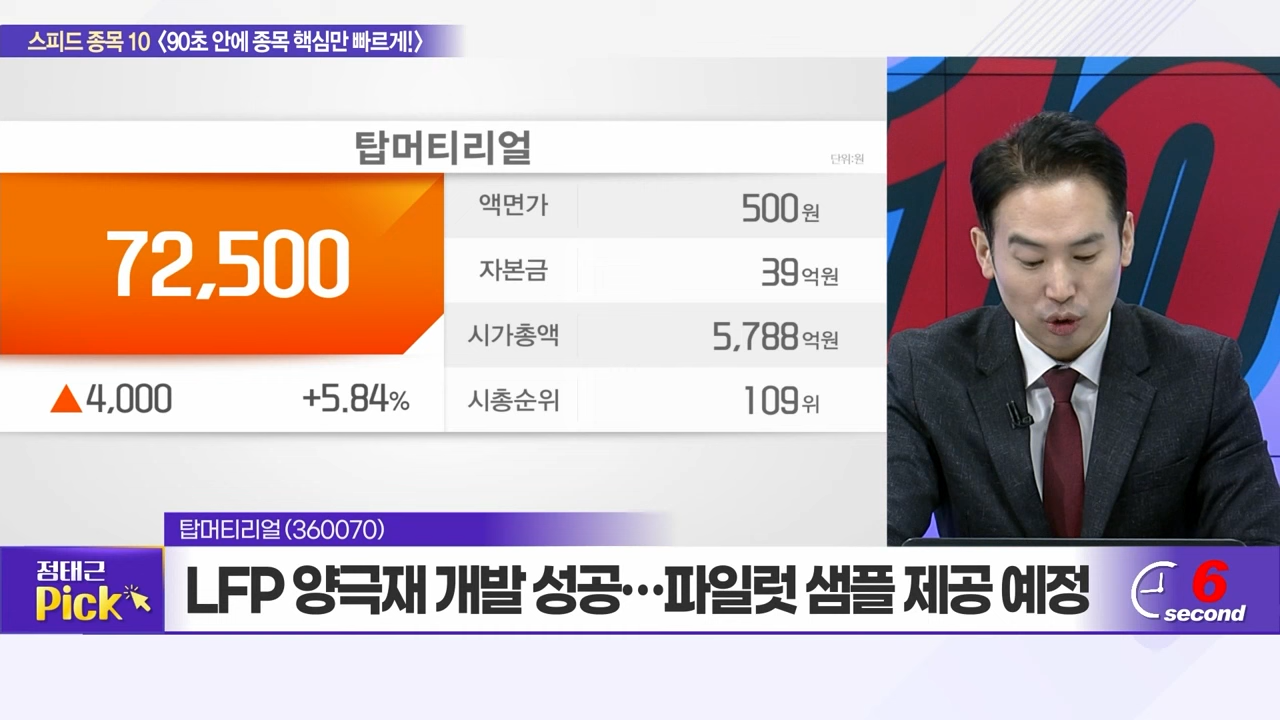 스피드 종목 10 <90초 안에 종목 핵심만 빠르게!>
탑머티리얼
단위:원
72,500
▲4,000 +5.84%
액면가 500원
자본금 39억원
시가총액 5,788억원
시총순위 109위
10
탑머티리얼(360070)
정태근
Pick
LFP 양극재 개발 성공…파일럿 샘플 제공 예정
6
second